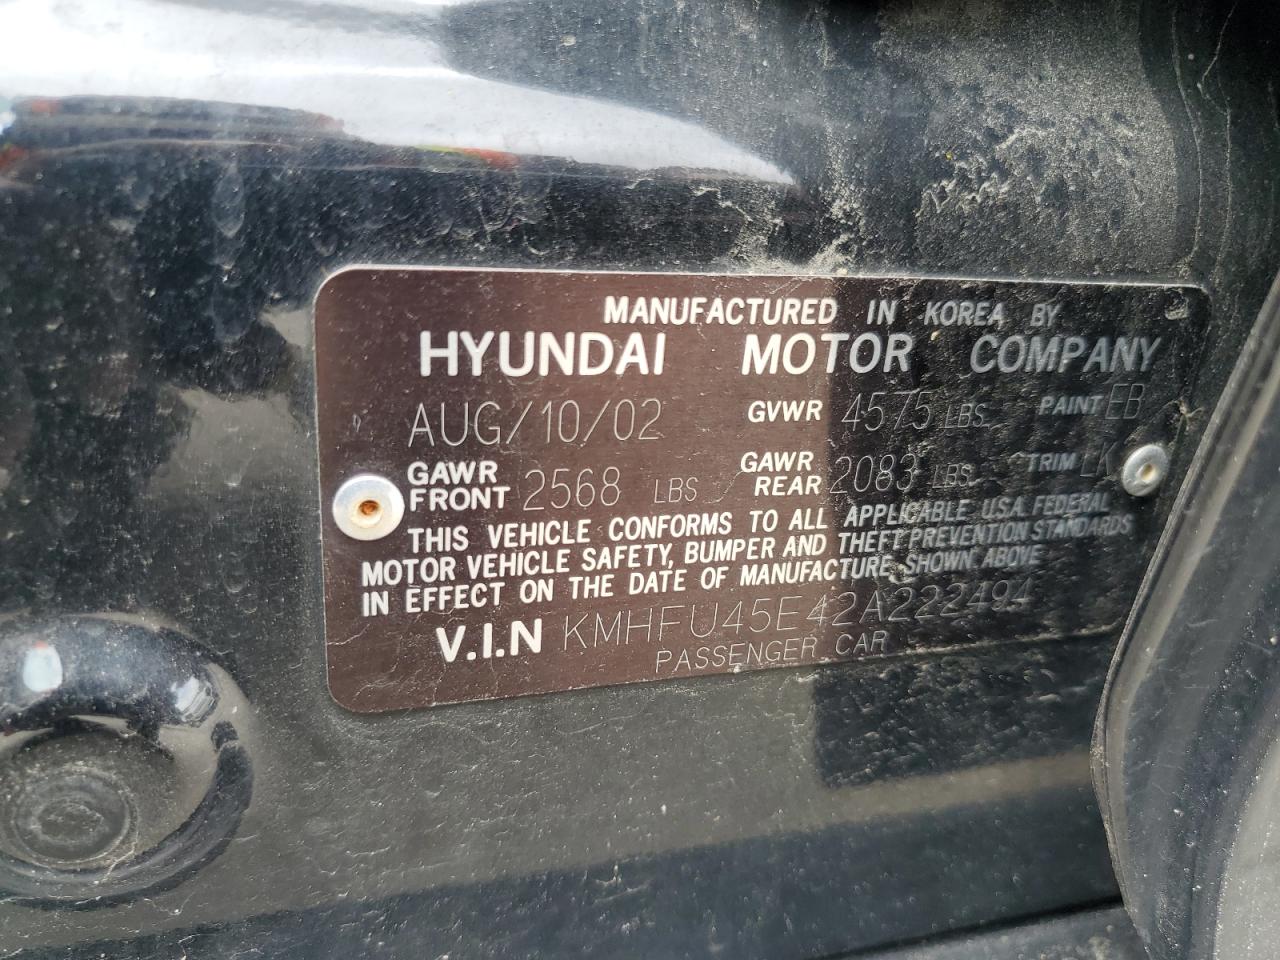 MANUFACTURED IN KOREA BY
HYUNDAI MOTOR COMPANY
AUG/10/02 GVWR 4575 LBS PAINT EB
GAWR FRONT 2568 LBS GAWR REAR 2083 LBS TRIM LK
THIS VEHICLE CONFORMS TO ALL APPLICABLE U.S.A. FEDERAL
MOTOR VEHICLE SAFETY, BUMPER AND THEFT PREVENTION STANDARDS
IN EFFECT ON THE DATE OF MANUFACTURE SHOWN ABOVE
V.I.N KMHFU45E42A222494
PASSENGER CAR